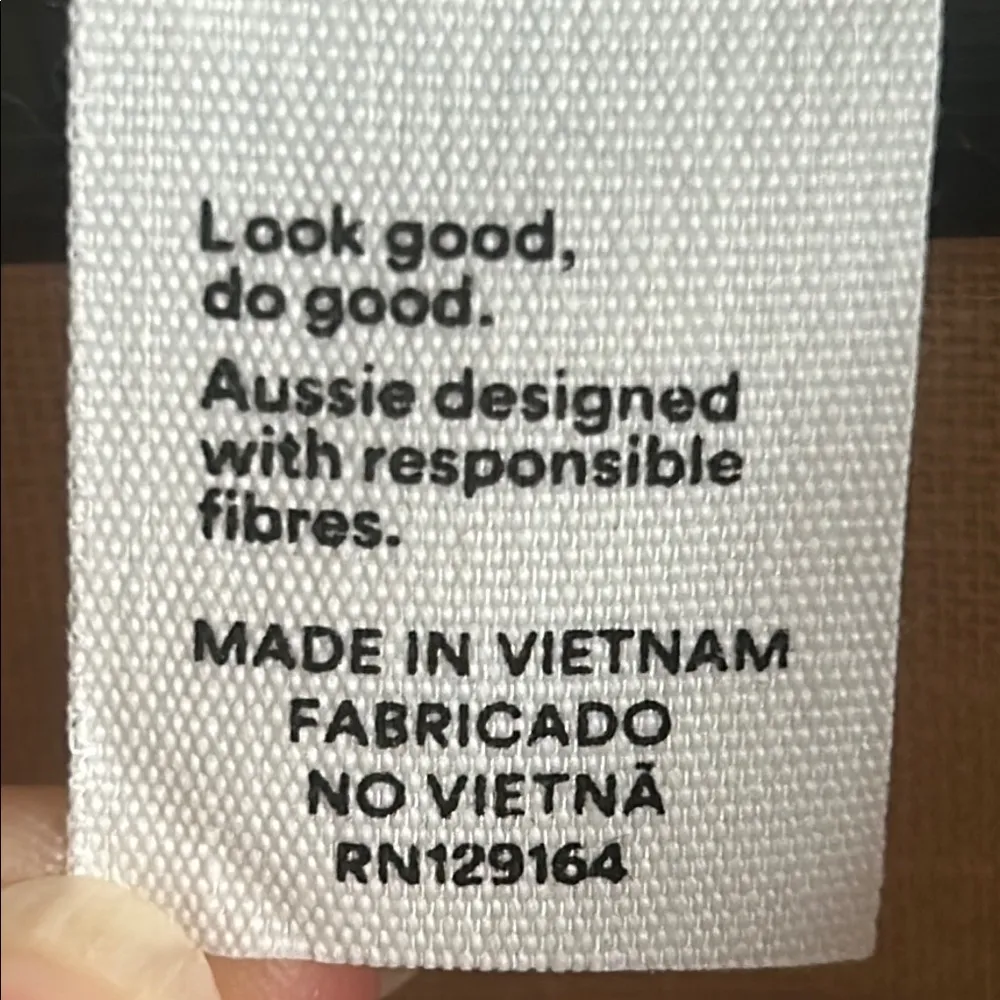 Look good,
do good.
Aussie designed
with responsible
fibres.
MADE IN VIETNAM
FABRICADO
NO VIETNÃ
RN129164